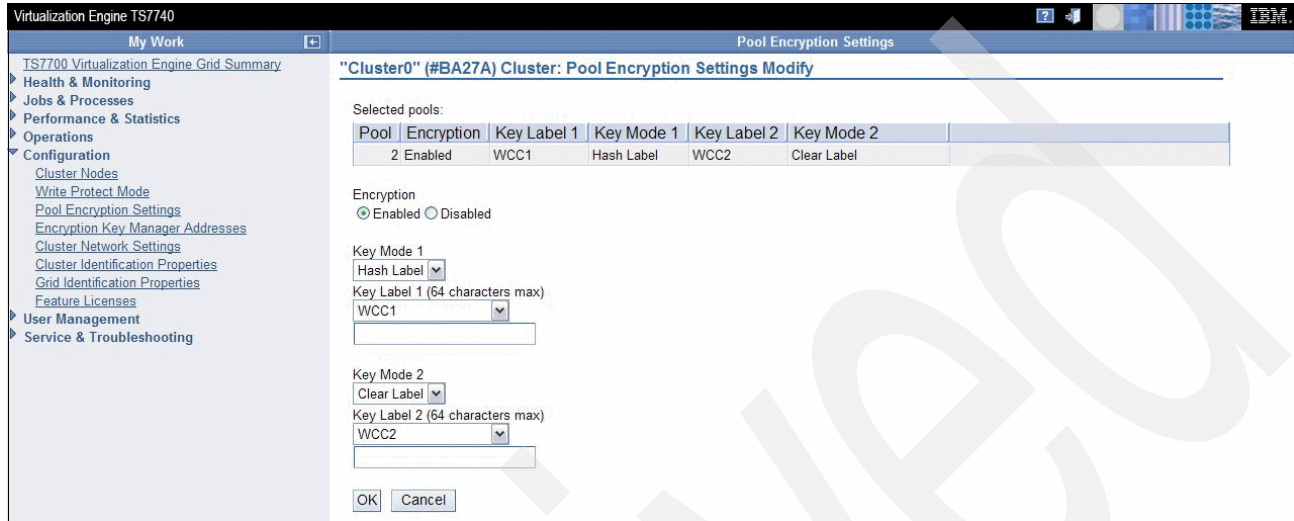 Virtualization Engine TS7740
? IBM.
My Work
Pool Encryption Settings
TS7700 Virtualization Engine Grid Summary
Health & Monitoring
Jobs & Processes
Performance & Statistics
Operations
Configuration
Cluster Nodes
Write Protect Mode
Pool Encryption Settings
Encryption Key Manager Addresses
Cluster Network Settings
Cluster Identification Properties
Grid Identification Properties
Feature Licenses
User Management
Service & Troubleshooting
"Cluster0" (#BA27A) Cluster: Pool Encryption Settings Modify
Selected pools:
Pool Encryption Key Label 1 Key Mode 1 Key Label 2 Key Mode 2
2 Enabled WCC1 Hash Label WCC2 Clear Label
Encryption
Enabled Disabled
Key Mode 1
Hash Label
Key Label 1 (64 characters max)
WCC1
Key Mode 2
Clear Label
Key Label 2 (64 characters max)
WCC2
OK Cancel